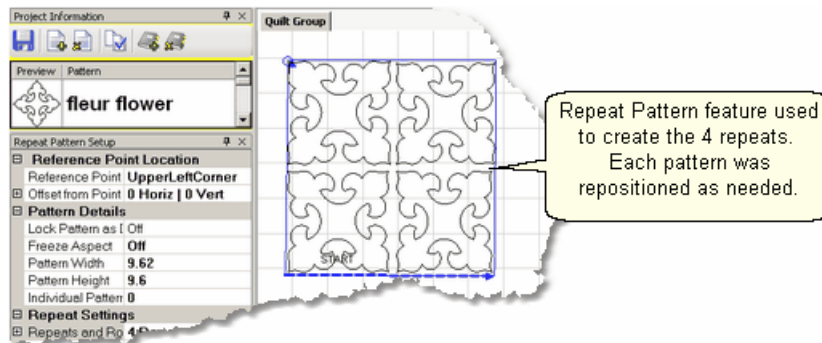 Project Information
Quilt Group
Preview Pattern
fleur flower
Repeat Pattern Setup
Reference Point Location
Reference Point UpperLeftCorner
Offset from Point 0 Horiz | 0 Vert
Pattern Details
Lock Pattern as Off
Freeze Aspect Off
Pattern Width 9.62
Pattern Height 9.6
Individual Patter 0
Repeat Settings
Repeats and Ro 4
START
Repeat Pattern feature used
to create the 4 repeats.
Each pattern was
repositioned as needed.